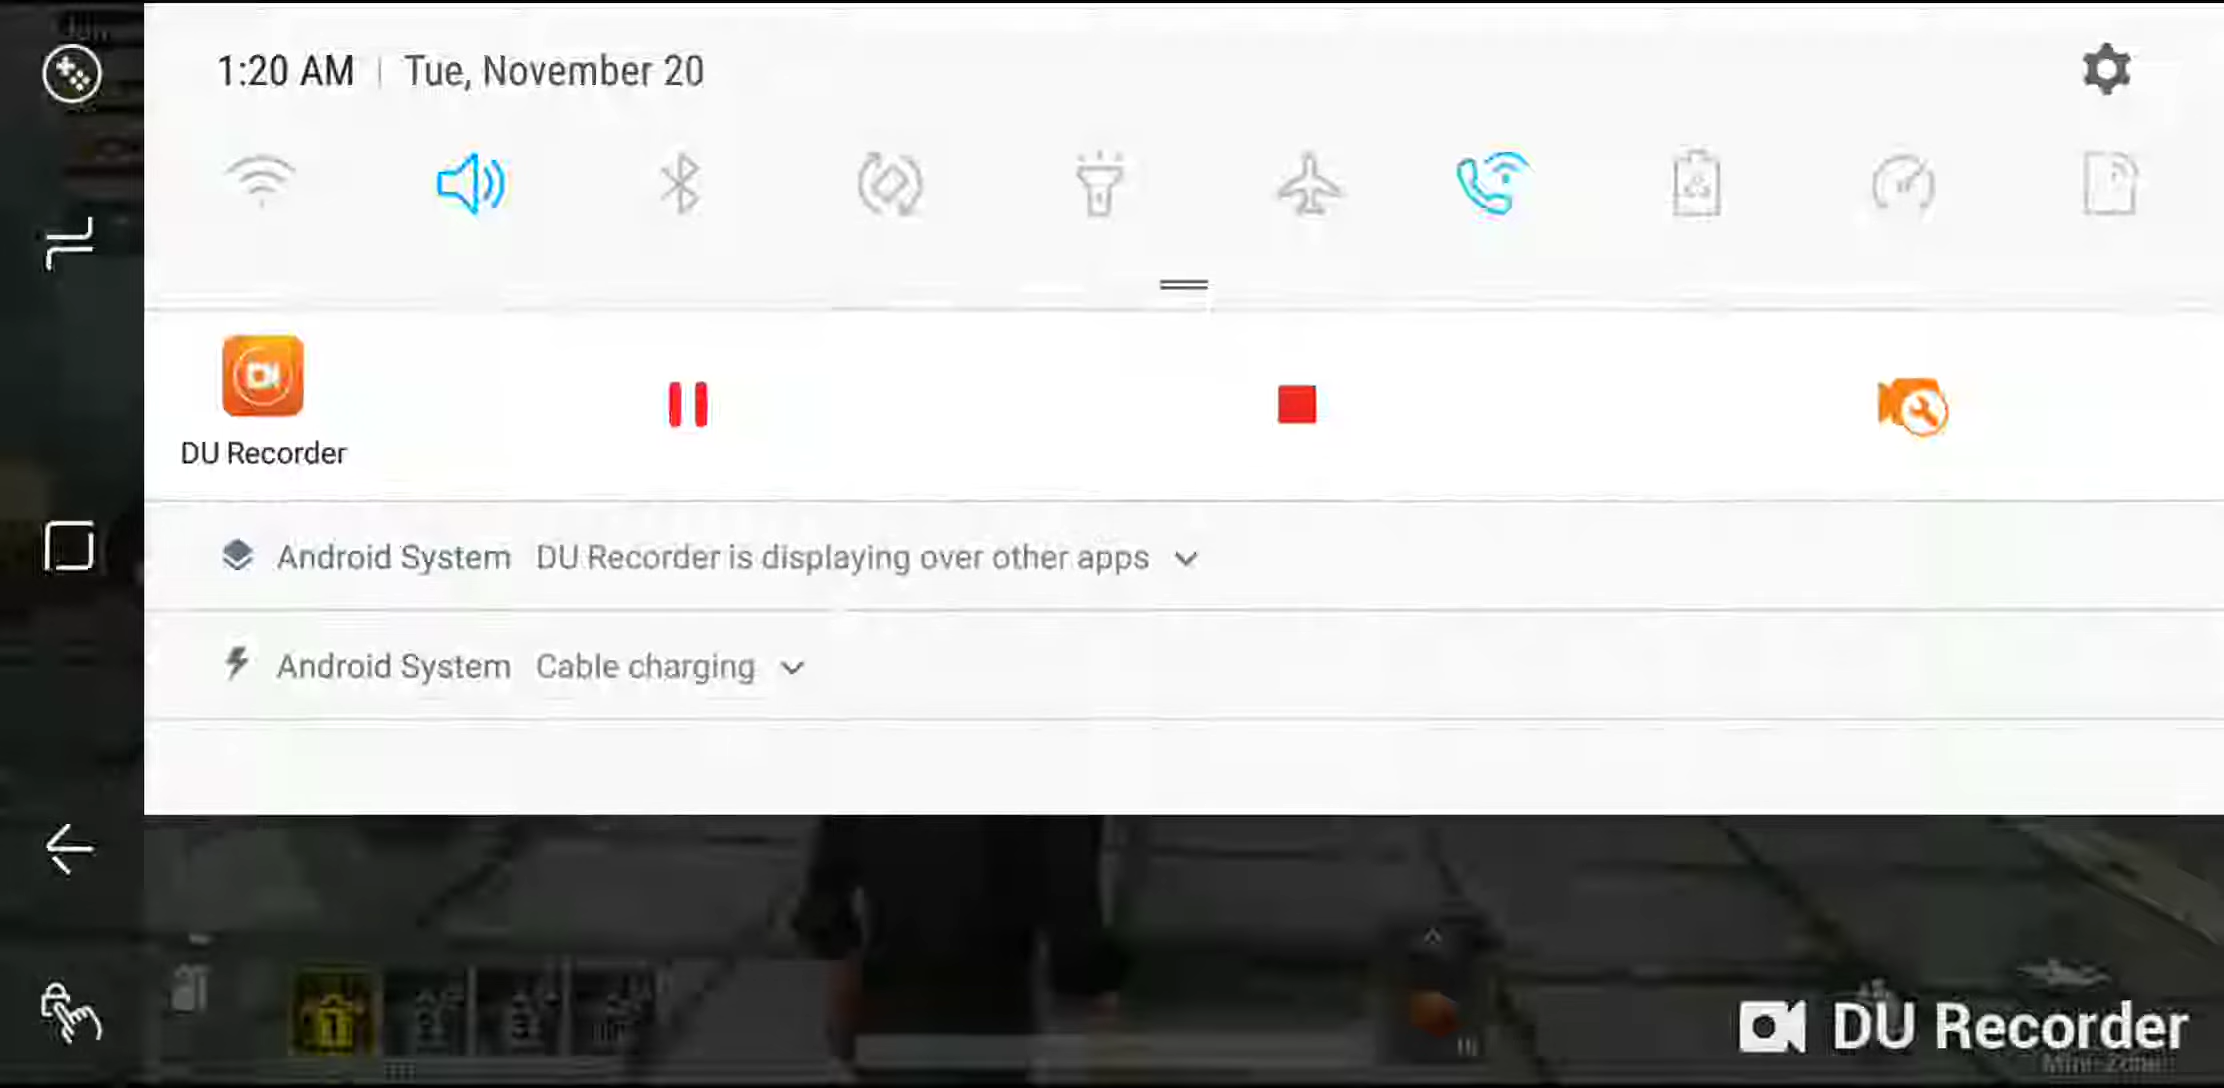 1:20 AM | Tue, November 20
DU Recorder
Android System DU Recorder is displaying over other apps
Android System Cable charging
1
DU Recorder